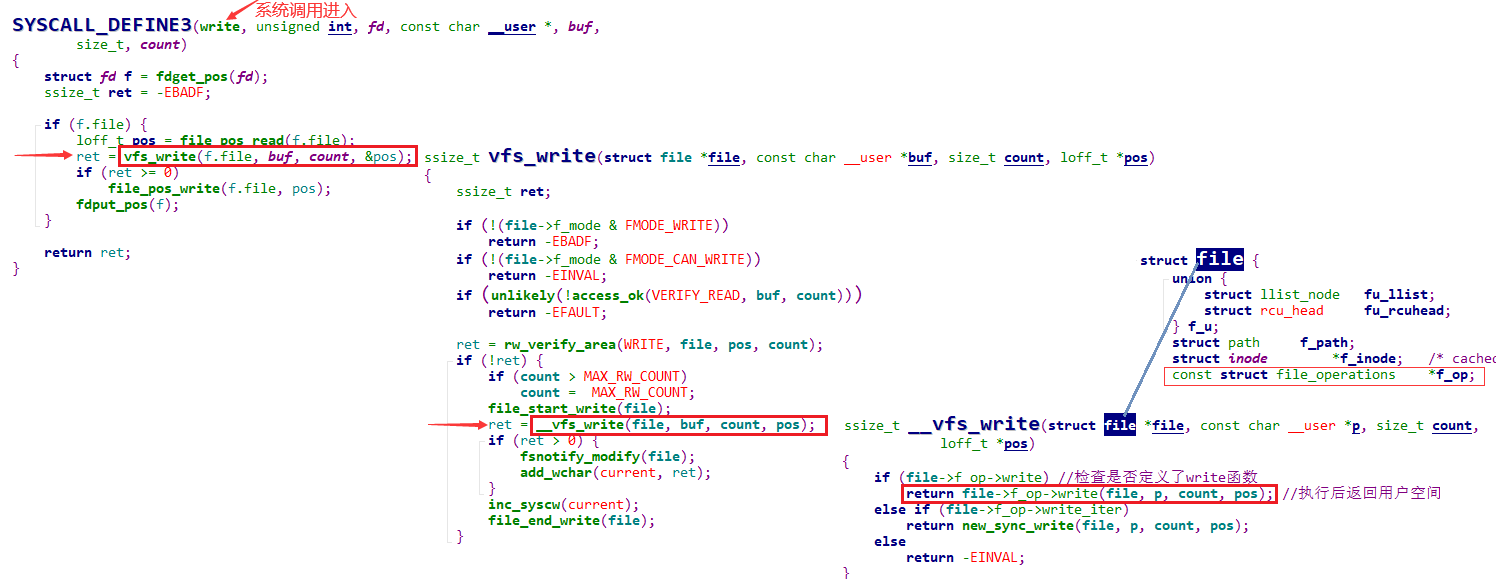 系统调用进入
SYSCALL_DEFINE3(write, unsigned int, fd, const char __user *, buf,
size_t, count)
{
struct fd f = fdget_pos(fd);
ssize_t ret = -EBADF;
if (f.file) {
loff_t pos = file_pos_read(f.file);
ret = vfs_write(f.file, buf, count, &pos);
if (ret >= 0)
file_pos_write(f.file, pos);
fdput_pos(f);
}
return ret;
}
ssize_t vfs_write(struct file *file, const char __user *buf, size_t count, loff_t *pos)
{
ssize_t ret;
if (!(file->f_mode & FMODE_WRITE))
return -EBADF;
if (!(file->f_mode & FMODE_CAN_WRITE))
return -EINVAL;
if (unlikely(!access_ok(VERIFY_READ, buf, count)))
return -EFAULT;
ret = rw_verify_area(WRITE, file, pos, count);
if (!ret) {
if (count > MAX_RW_COUNT)
count =  MAX_RW_COUNT;
file_start_write(file);
ret = __vfs_write(file, buf, count, pos);
if (ret > 0) {
fsnotify_modify(file);
add_wchar(current, ret);
}
inc_syscw(current);
file_end_write(file);
}
struct file {
union {
struct llist_node   fu_llist;
struct rcu_head     fu_rcuhead;
} f_u;
struct path     f_path;
struct inode        *f_inode;   /* cached
const struct file_operations    *f_op;
ssize_t __vfs_write(struct file *file, const char __user *p, size_t count,
loff_t *pos)
{
if (file->f_op->write) //检查是否定义了write函数
return file->f_op->write(file, p, count, pos); //执行后返回用户空间
else if (file->f_op->write_iter)
return new_sync_write(file, p, count, pos);
else
return -EINVAL;
}